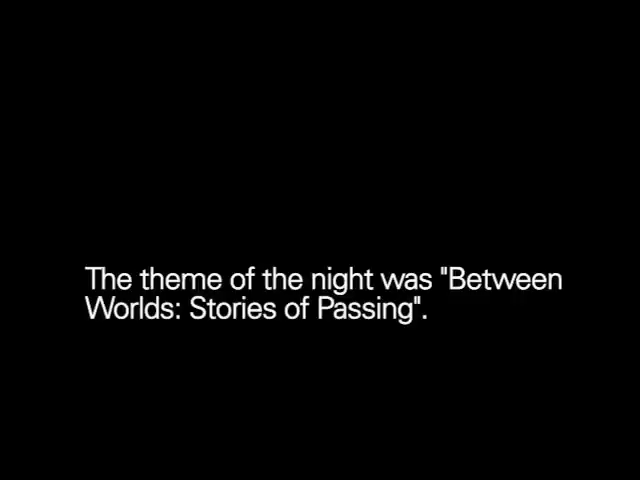 The theme of the night was "Between
Worlds: Stories of Passing".